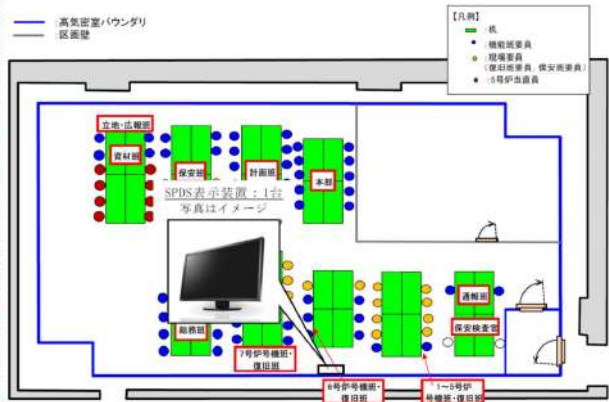 高気密室バウンダリ
区画壁
【凡例】
：机
：機能班要員
：現場要員
（復旧班要員，保安班要員）
：5号炉当直員
立地・広報班
資材班
保安班
計画班
本部
SPDS表示装置：1台
写真はイメージ
総務班
7号炉号機班・
復旧班
6号炉号機班・
復旧班
1～5号炉
号機班・復旧班
通報班
保安検査官